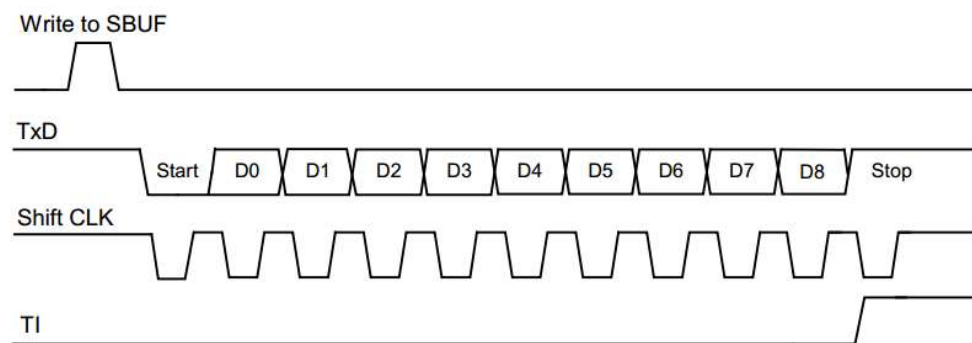 Write to SBUF
TxD
Start D0 D1 D2 D3 D4 D5 D6 D7 D8 Stop
Shift CLK
TI